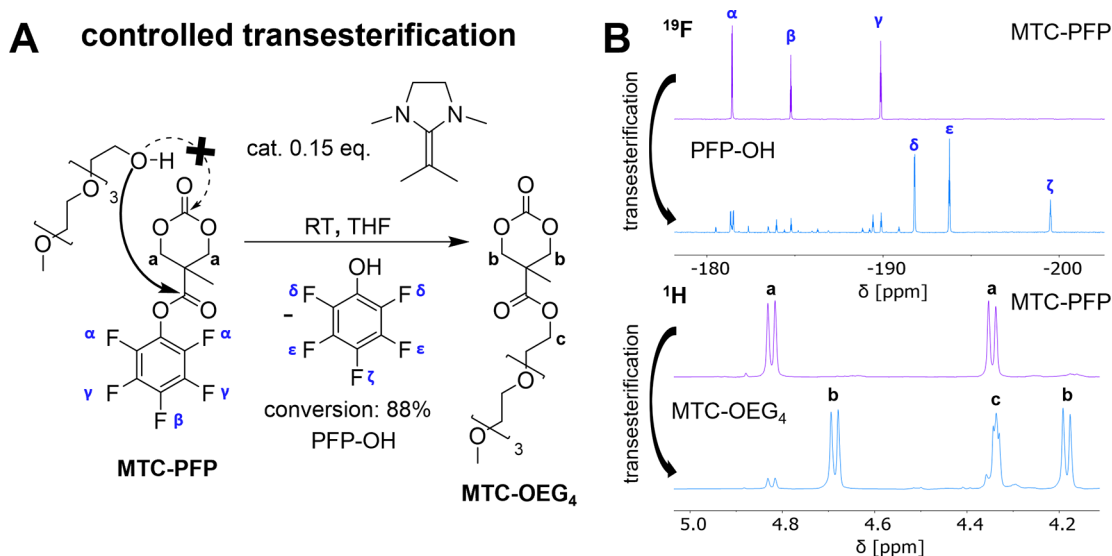 A controlled transesterification
cat. 0.15 eq.
N N
O-H
O
3
O
O
O O
a a
O O
α F F α
γ F F γ
F β
MTC-PFP
RT, THF
-
OH
δ F F δ
ε F F ε
F ζ
conversion: 88%
PFP-OH
O
O O
b b
O O
c
O
O
3
MTC-OEG4
B
19F
α β γ
MTC-PFP
transesterification
PFP-OH
δ ε ζ
-180 -190 -200
δ [ppm]
1H
a a
MTC-PFP
transesterification
MTC-OEG4
b c b
5.0 4.8 4.6 4.4 4.2
δ [ppm]